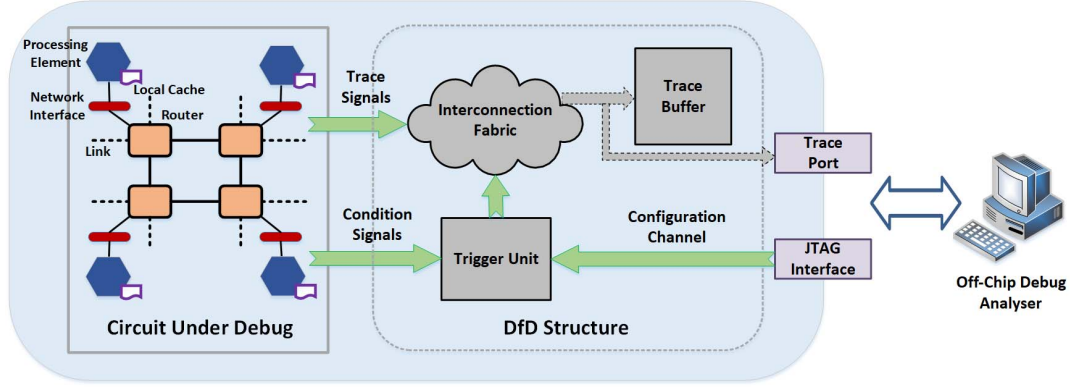 Processing
Element
Local Cache
Network
Interface
Router
Link
Circuit Under Debug
Trace
Signals
Condition
Signals
Interconnection
Fabric
Trace
Buffer
Trigger Unit
Configuration
Channel
DfD Structure
Trace
Port
JTAG
Interface
Off-Chip Debug
Analyser